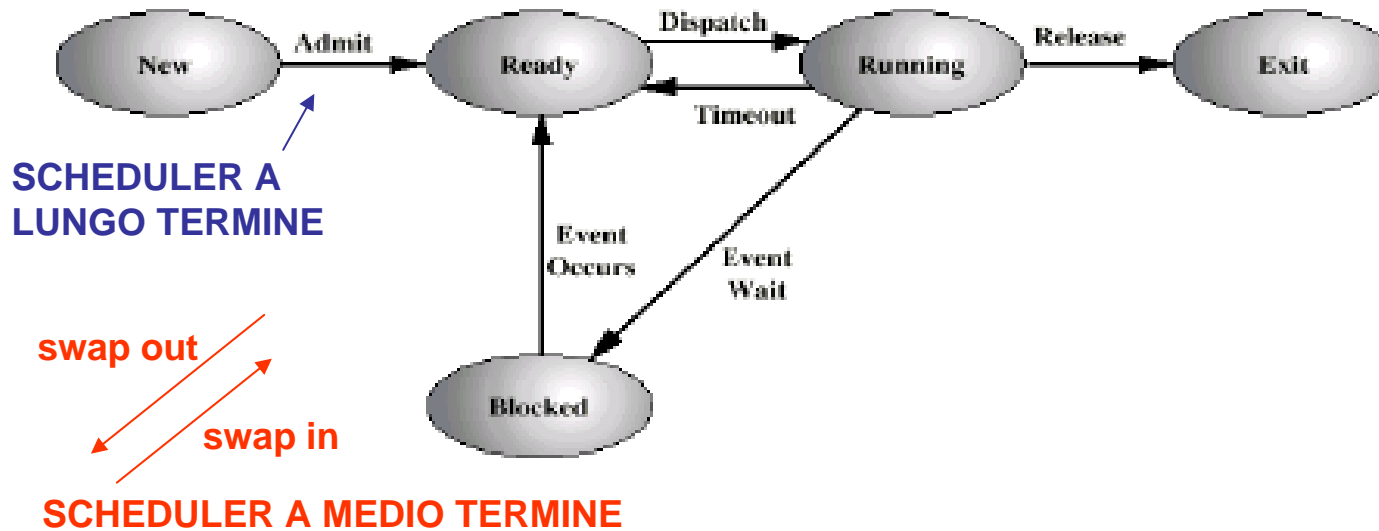 New
Admit
Ready
Dispatch
Timeout
Running
Release
Exit
SCHEDULER A
LUNGO TERMINE
Event
Occurs
Event
Wait
swap out
swap in
Blocked
SCHEDULER A MEDIO TERMINE